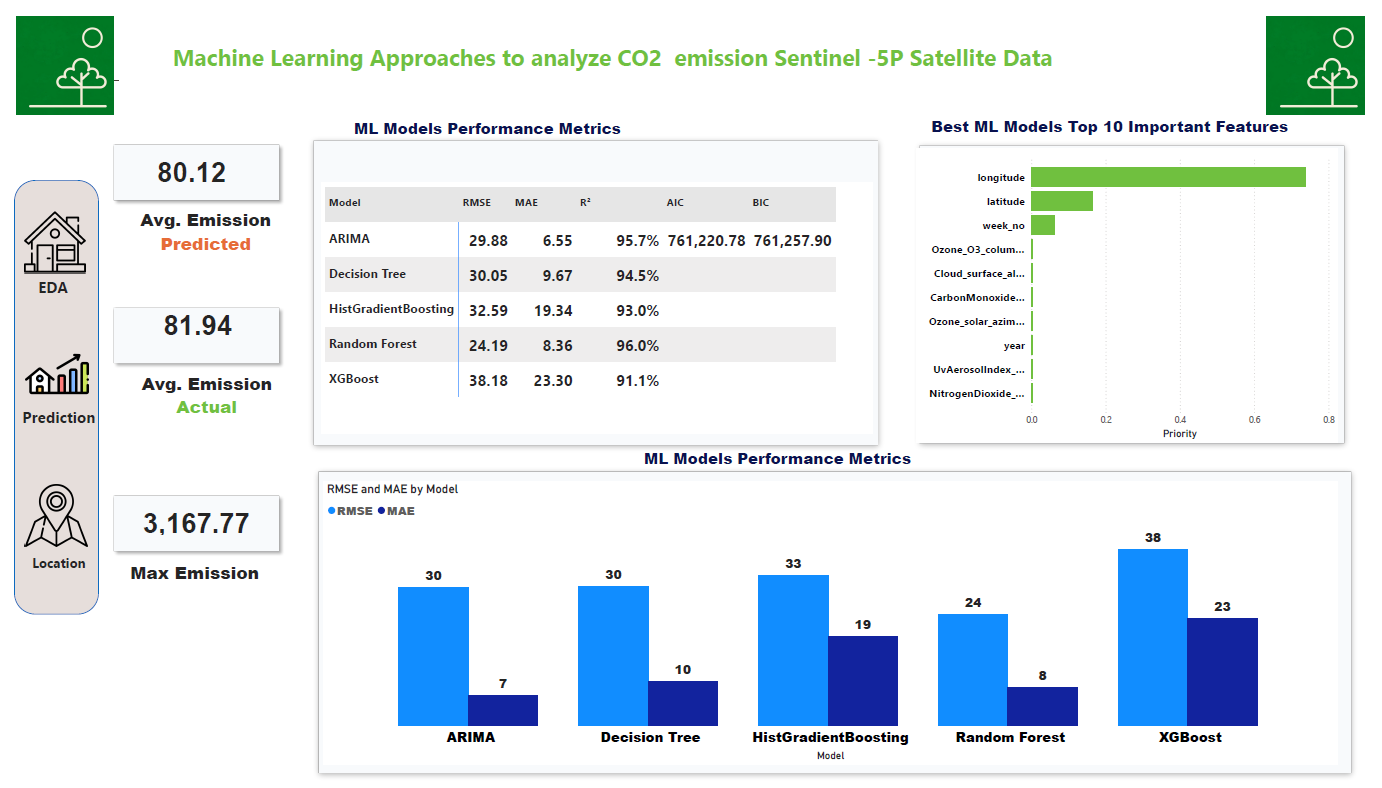 Machine Learning Approaches to analyze CO2 emission Sentinel -5P Satellite Data
EDA
Prediction
Location
80.12
Avg. Emission
Predicted
81.94
Avg. Emission
Actual
3,167.77
Max Emission
ML Models Performance Metrics
Model RMSE MAE R² AIC BIC
ARIMA 29.88 6.55 95.7% 761,220.78 761,257.90
Decision Tree 30.05 9.67 94.5%
HistGradientBoosting 32.59 19.34 93.0%
Random Forest 24.19 8.36 96.0%
XGBoost 38.18 23.30 91.1%
Best ML Models Top 10 Important Features
longitude
latitude
week_no
Ozone_O3_colum...
Cloud_surface_al...
CarbonMonoxide...
Ozone_solar_azim...
year
UvAerosolIndex_...
NitrogenDioxide_...
0.0 0.2 0.4 0.6 0.8
Priority
ML Models Performance Metrics
RMSE and MAE by Model
RMSE MAE
30 7 30 10 33 19 24 8 38 23
ARIMA Decision Tree HistGradientBoosting Random Forest XGBoost
Model